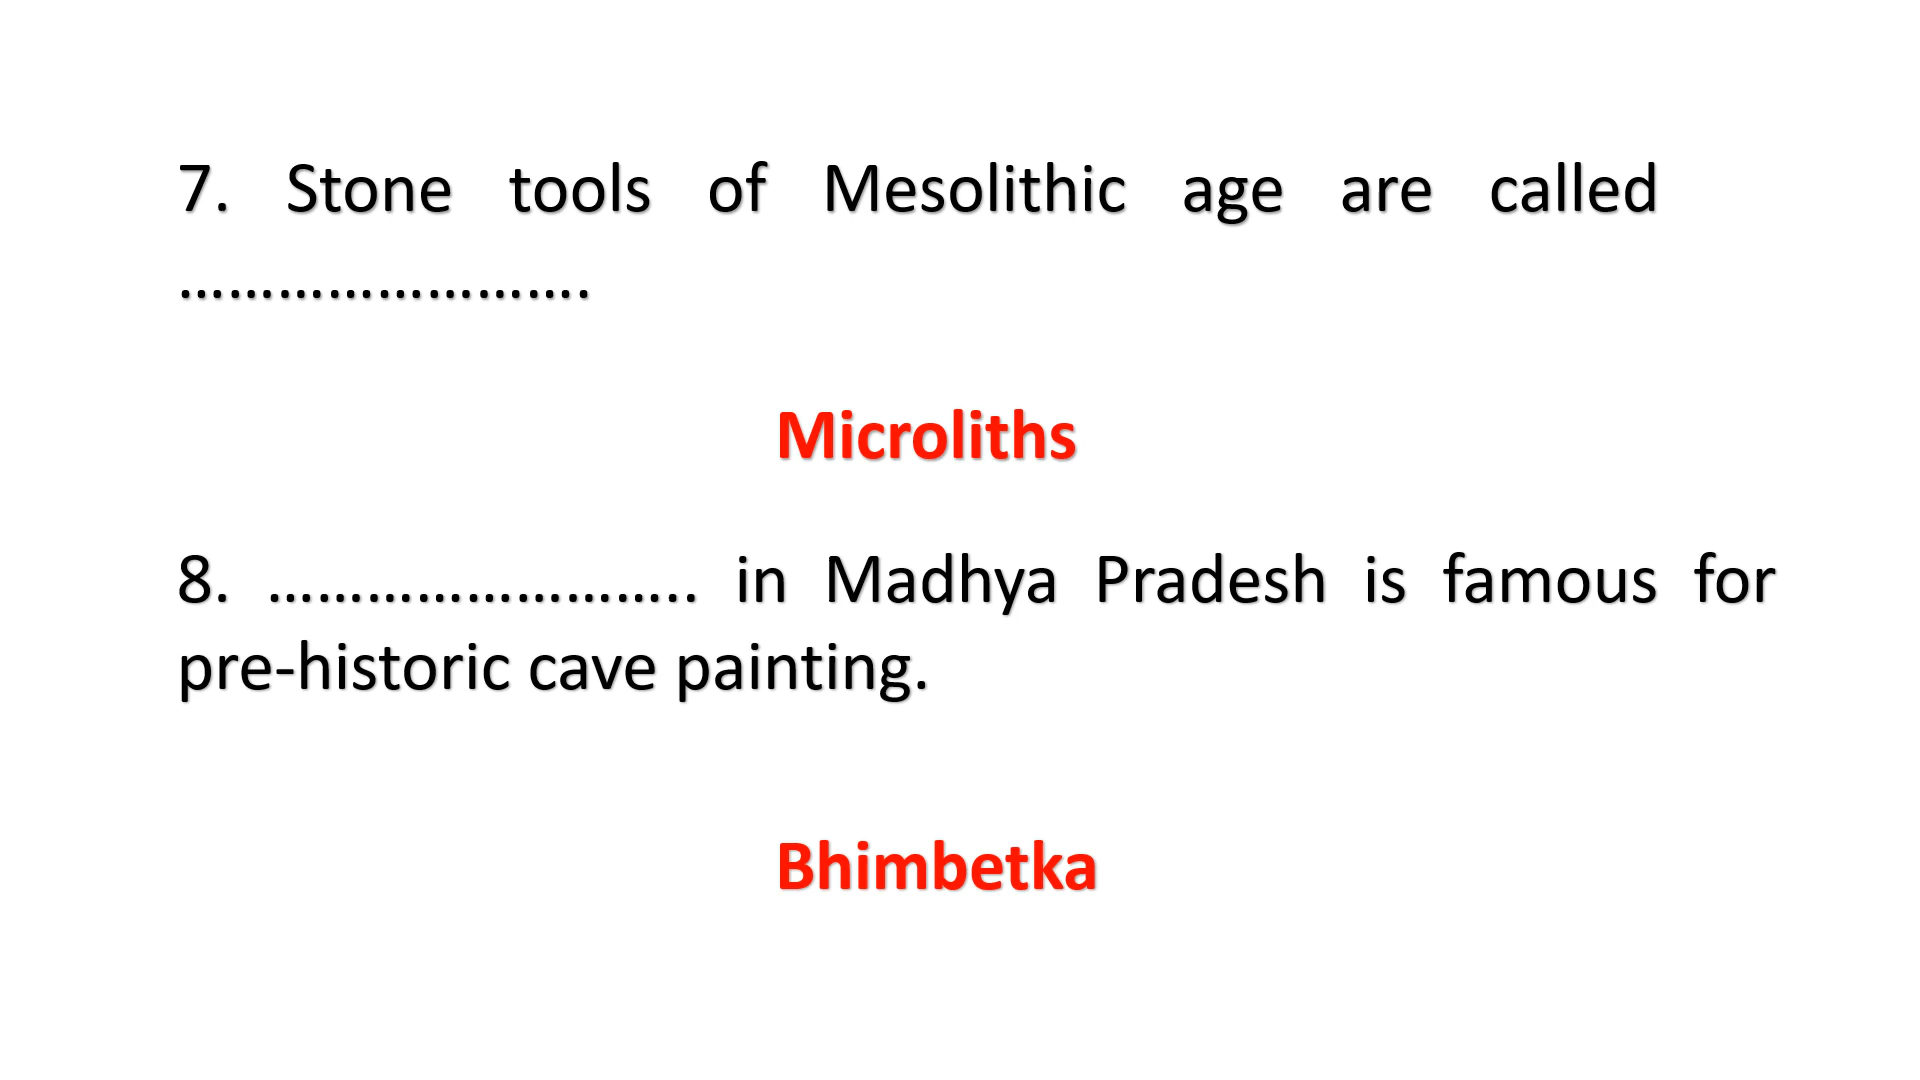 7. Stone tools of Mesolithic age are called
…………………….
Microliths
8. …………………….. in Madhya Pradesh is famous for
pre-historic cave painting.
Bhimbetka